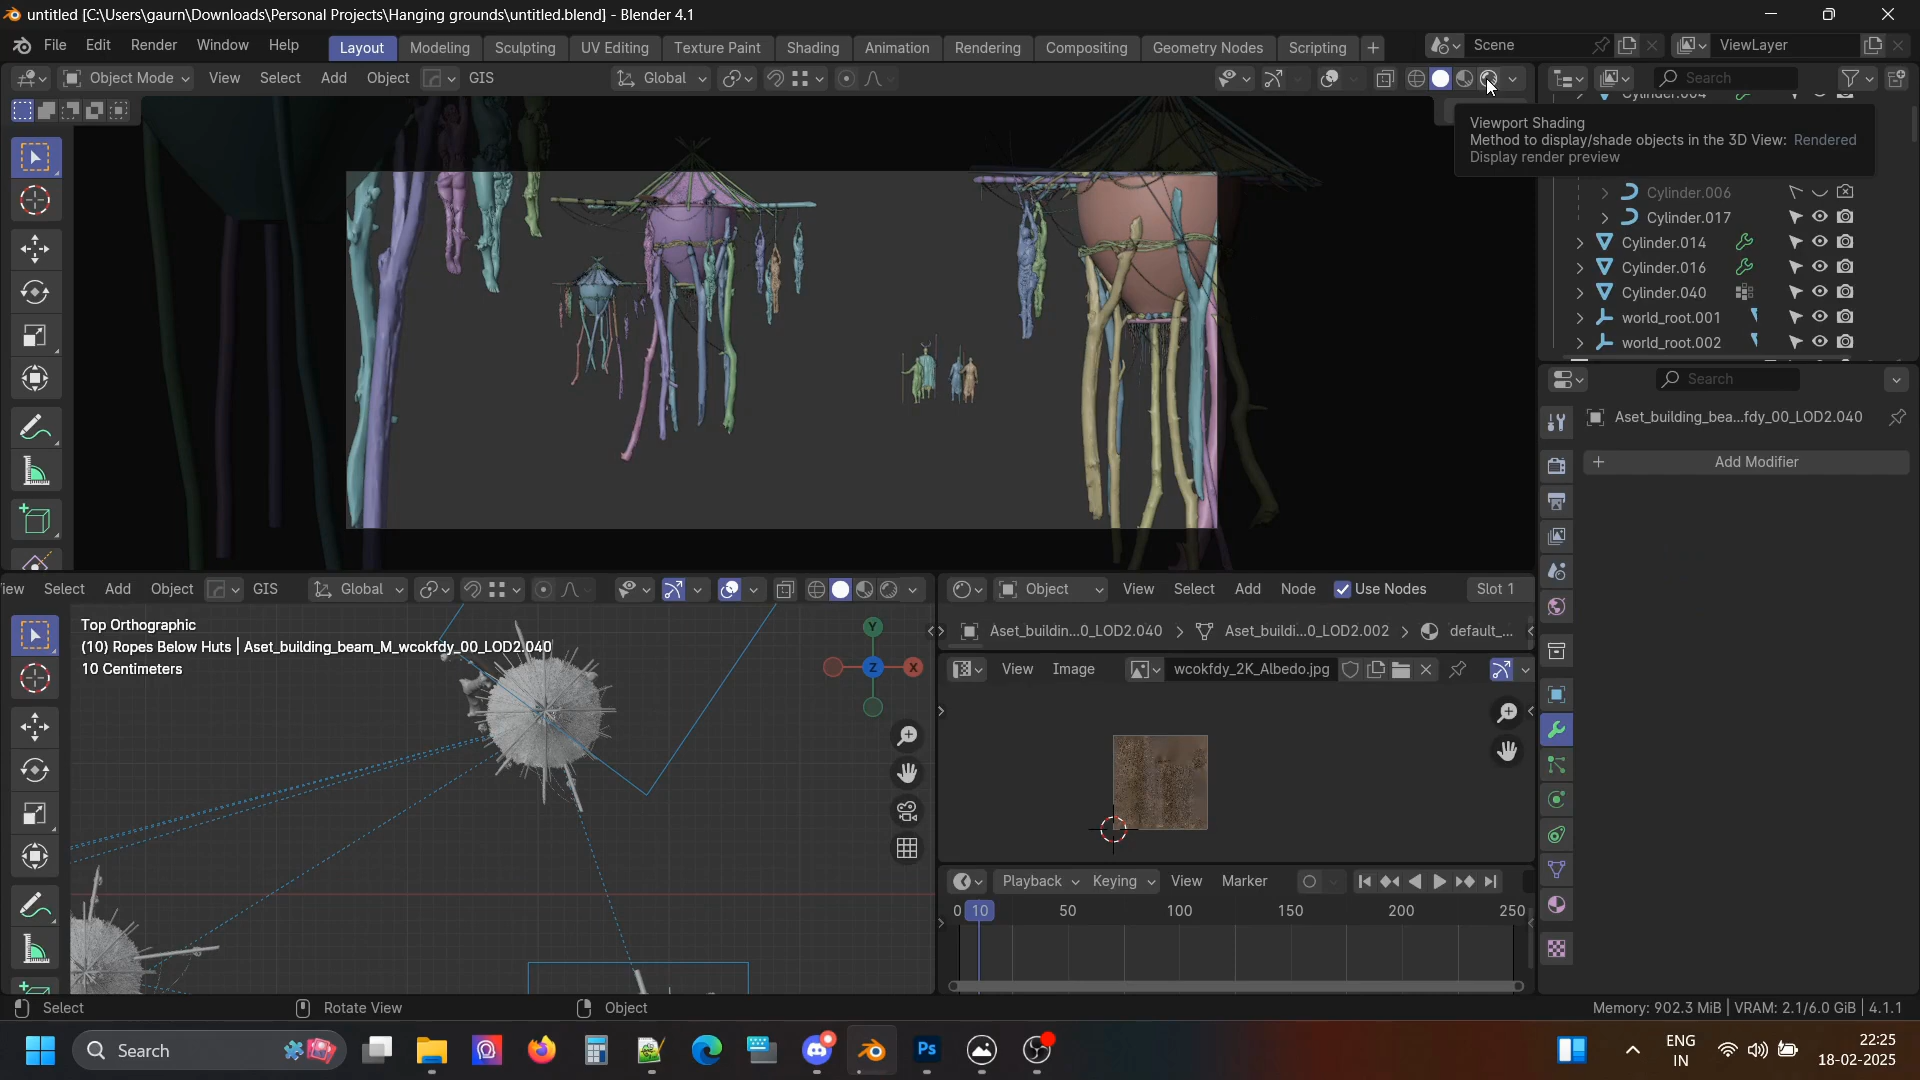 untitled [C:\Users\gaurn\Downloads\Personal Projects\Hanging grounds\untitled.blend] - Blender 4.1
File Edit Render Window Help Layout Modeling Sculpting UV Editing Texture Paint Shading Animation Rendering Compositing Geometry Nodes Scripting + Scene ViewLayer
Object Mode View Select Add Object GIS Global Search
Viewport Shading
Method to display/shade objects in the 3D View: Rendered
Display render preview
Cylinder.006
Cylinder.017
Cylinder.014
Cylinder.016
Cylinder.040
world_root.001
world_root.002
Search
Aset_building_bea...fdy_00_LOD2.040
+ Add Modifier
iew Select Add Object GIS Global
Top Orthographic
(10) Ropes Below Huts | Aset_building_beam_M_wcokfdy_00_LOD2.040
10 Centimeters
Y
X
Z
Object View Select Add Node Use Nodes Slot 1
Aset_buildin...0_LOD2.040 > Aset_buildi...0_LOD2.002 > default_...
View Image wcokfdy_2K_Albedo.jpg
Playback Keying View Marker
0 10 50 100 150 200 250
Select Rotate View Object
Memory: 902.3 MiB | VRAM: 2.1/6.0 GiB | 4.1.1
Search
Ps
ENG
IN
22:25
18-02-2025